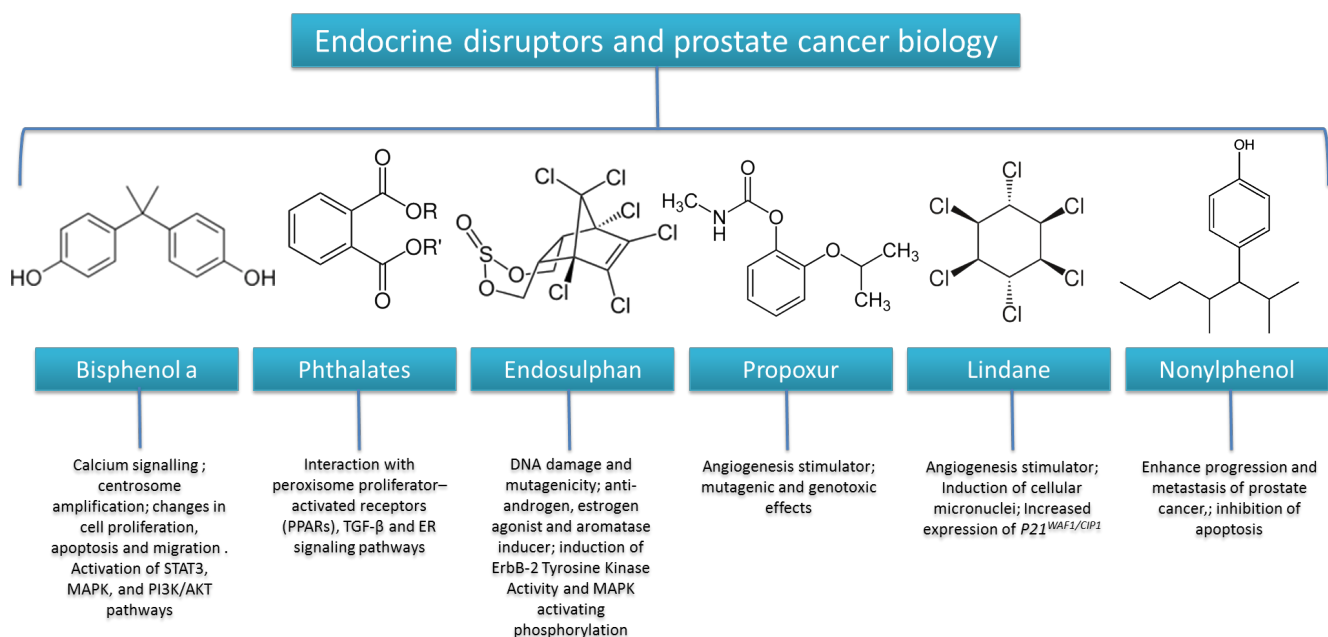 Endocrine disruptors and prostate cancer biology
HO
OH
O
OR
OR'
O
O
S
O
O
Cl
Cl
Cl
Cl
Cl
Cl
H3C
N
H
O
O
O
CH3
CH3
Cl
Cl
Cl
Cl
Cl
Cl
OH
Bisphenol a
Phthalates
Endosulphan
Propoxur
Lindane
Nonylphenol
Calcium signalling ;
centrosome
amplification; changes in
cell proliferation,
apoptosis and migration .
Activation of STAT3,
MAPK, and PI3K/AKT
pathways
Interaction with
peroxisome proliferator–
activated receptors
(PPARs), TGF-β and ER
signaling pathways
DNA damage and
mutagenicity; anti-
androgen, estrogen
agonist and aromatase
inducer; induction of
ErbB-2 Tyrosine Kinase
Activity and MAPK
activating
phosphorylation
Angiogenesis stimulator;
mutagenic and genotoxic
effects
Angiogenesis stimulator;
Induction of cellular
micronuclei; Increased
expression of P21WAF1/CIP1
Enhance progression and
metastasis of prostate
cancer,; inhibition of
apoptosis